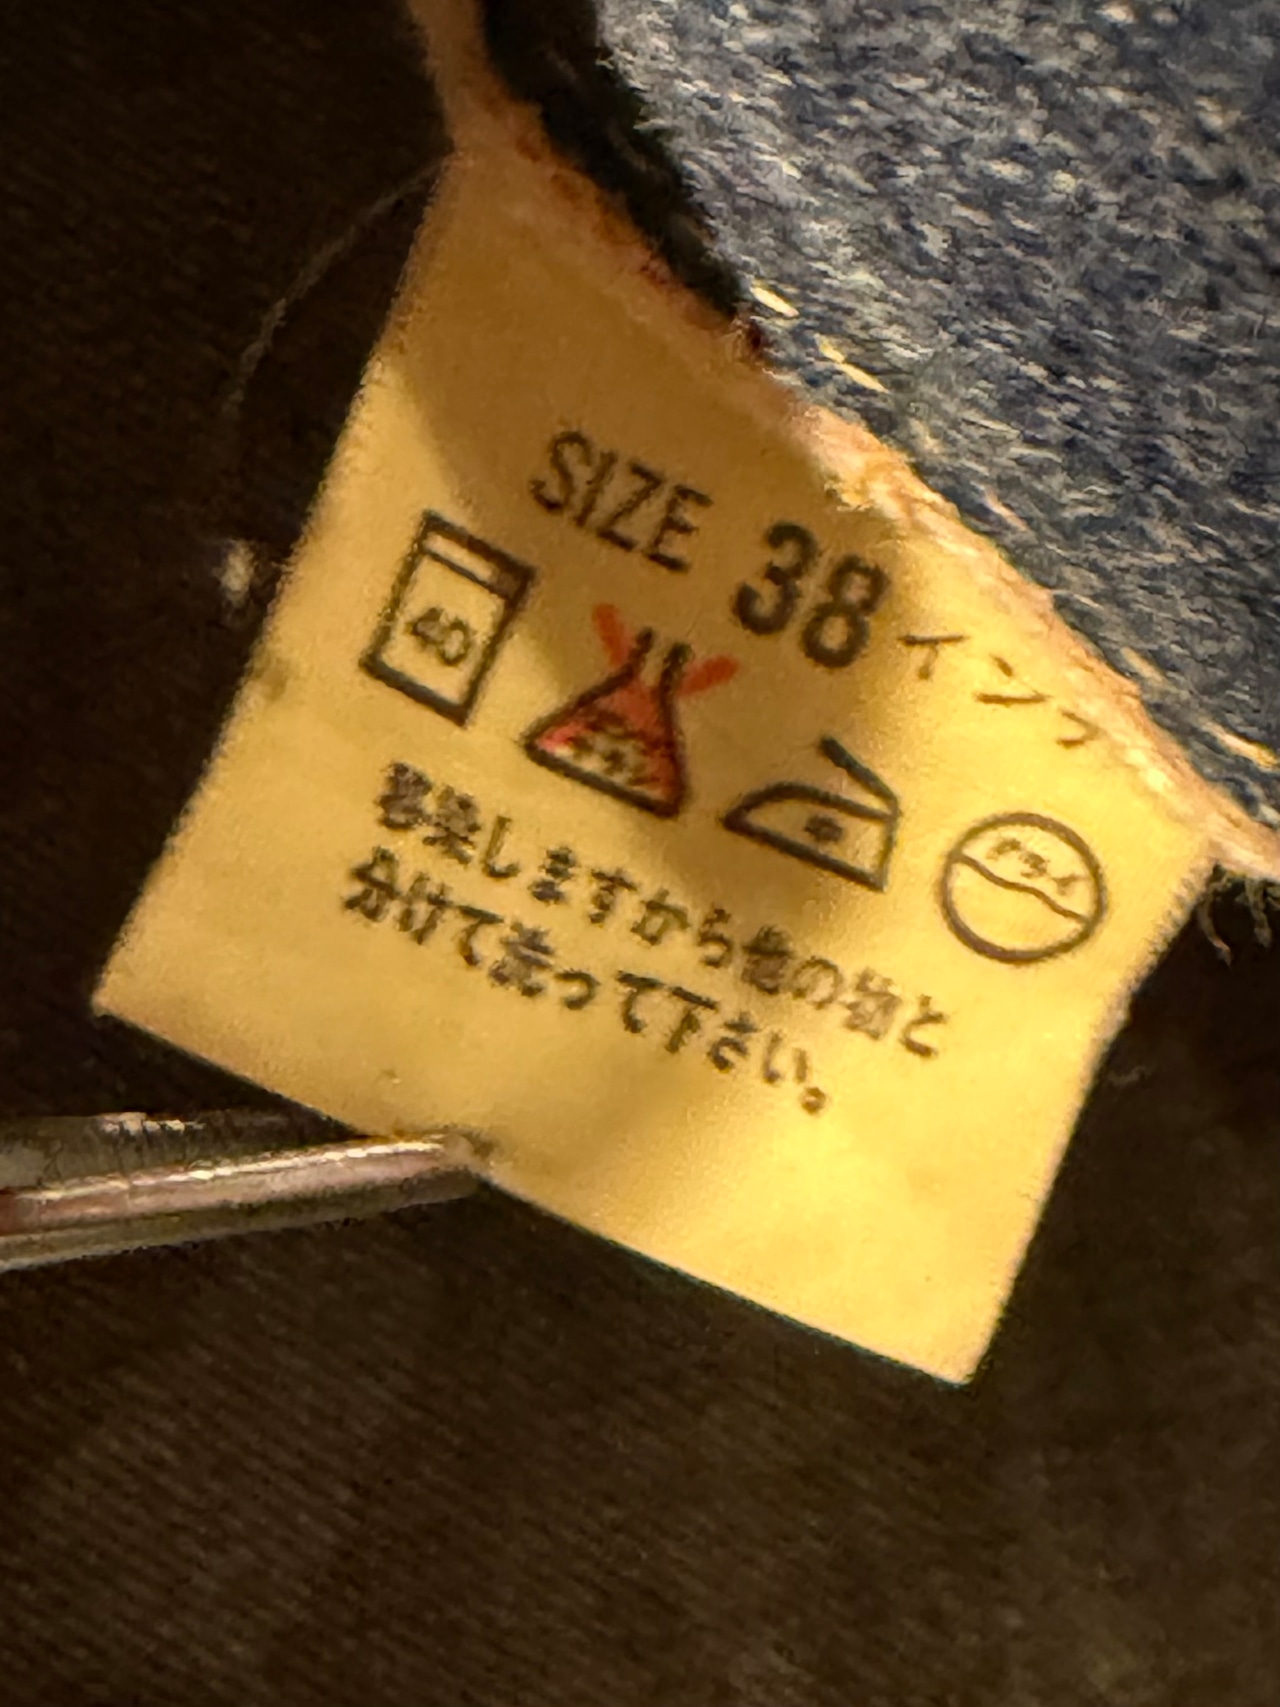 SIZE 38 インチ
40
ドライ
移染しますから他の物と
分けて洗って下さい。